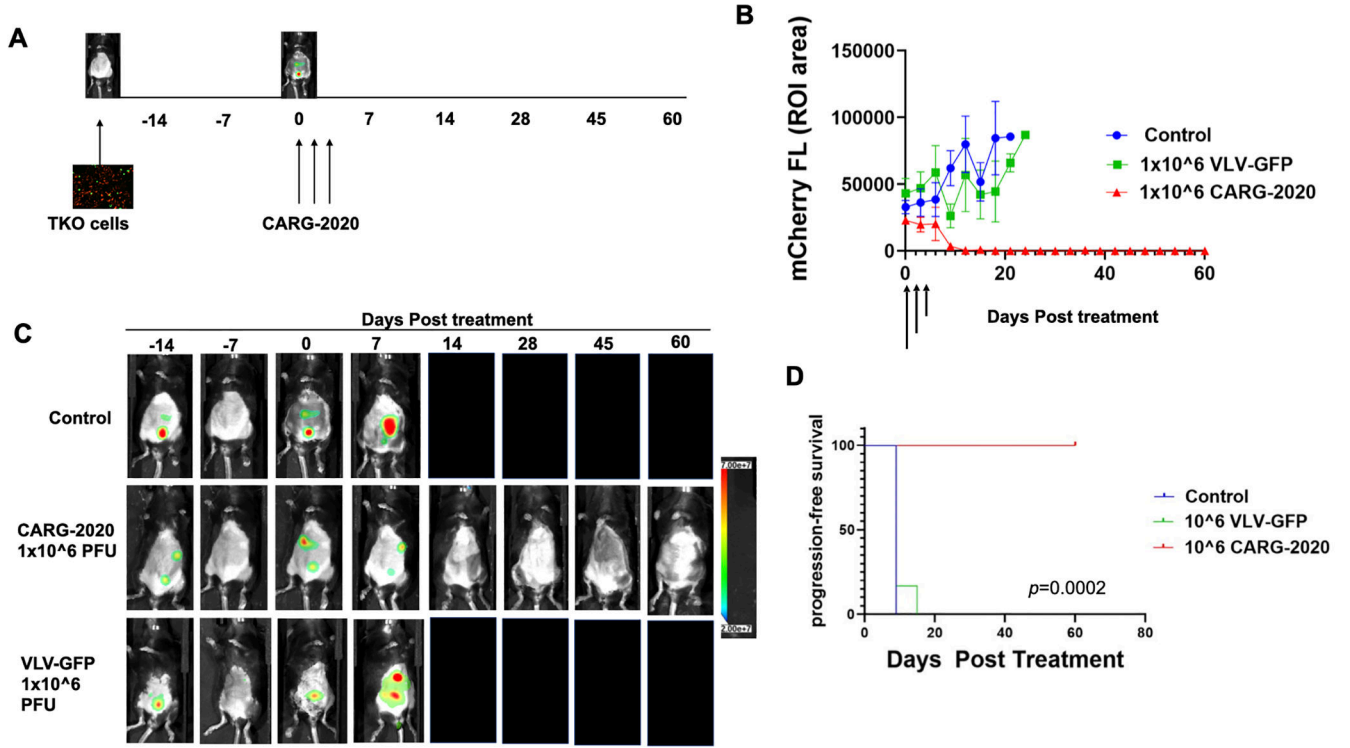 A
-14 -7 0 7 14 28 45 60
TKO cells
CARG-2020
B
mCherry FL (ROI area)
150000
100000
50000
0
0 20 40 60
Days Post treatment
Control
1x10^6 VLV-GFP
1x10^6 CARG-2020
C
Days Post treatment
-14 -7 0 7 14 28 45 60
Control
CARG-2020
1x10^6 PFU
VLV-GFP
1x10^6
PFU
7.00e+7
2.00e+7
D
progression-free survival
100
50
0
0 20 40 60 80
Days Post Treatment
p=0.0002
Control
10^6 VLV-GFP
10^6 CARG-2020